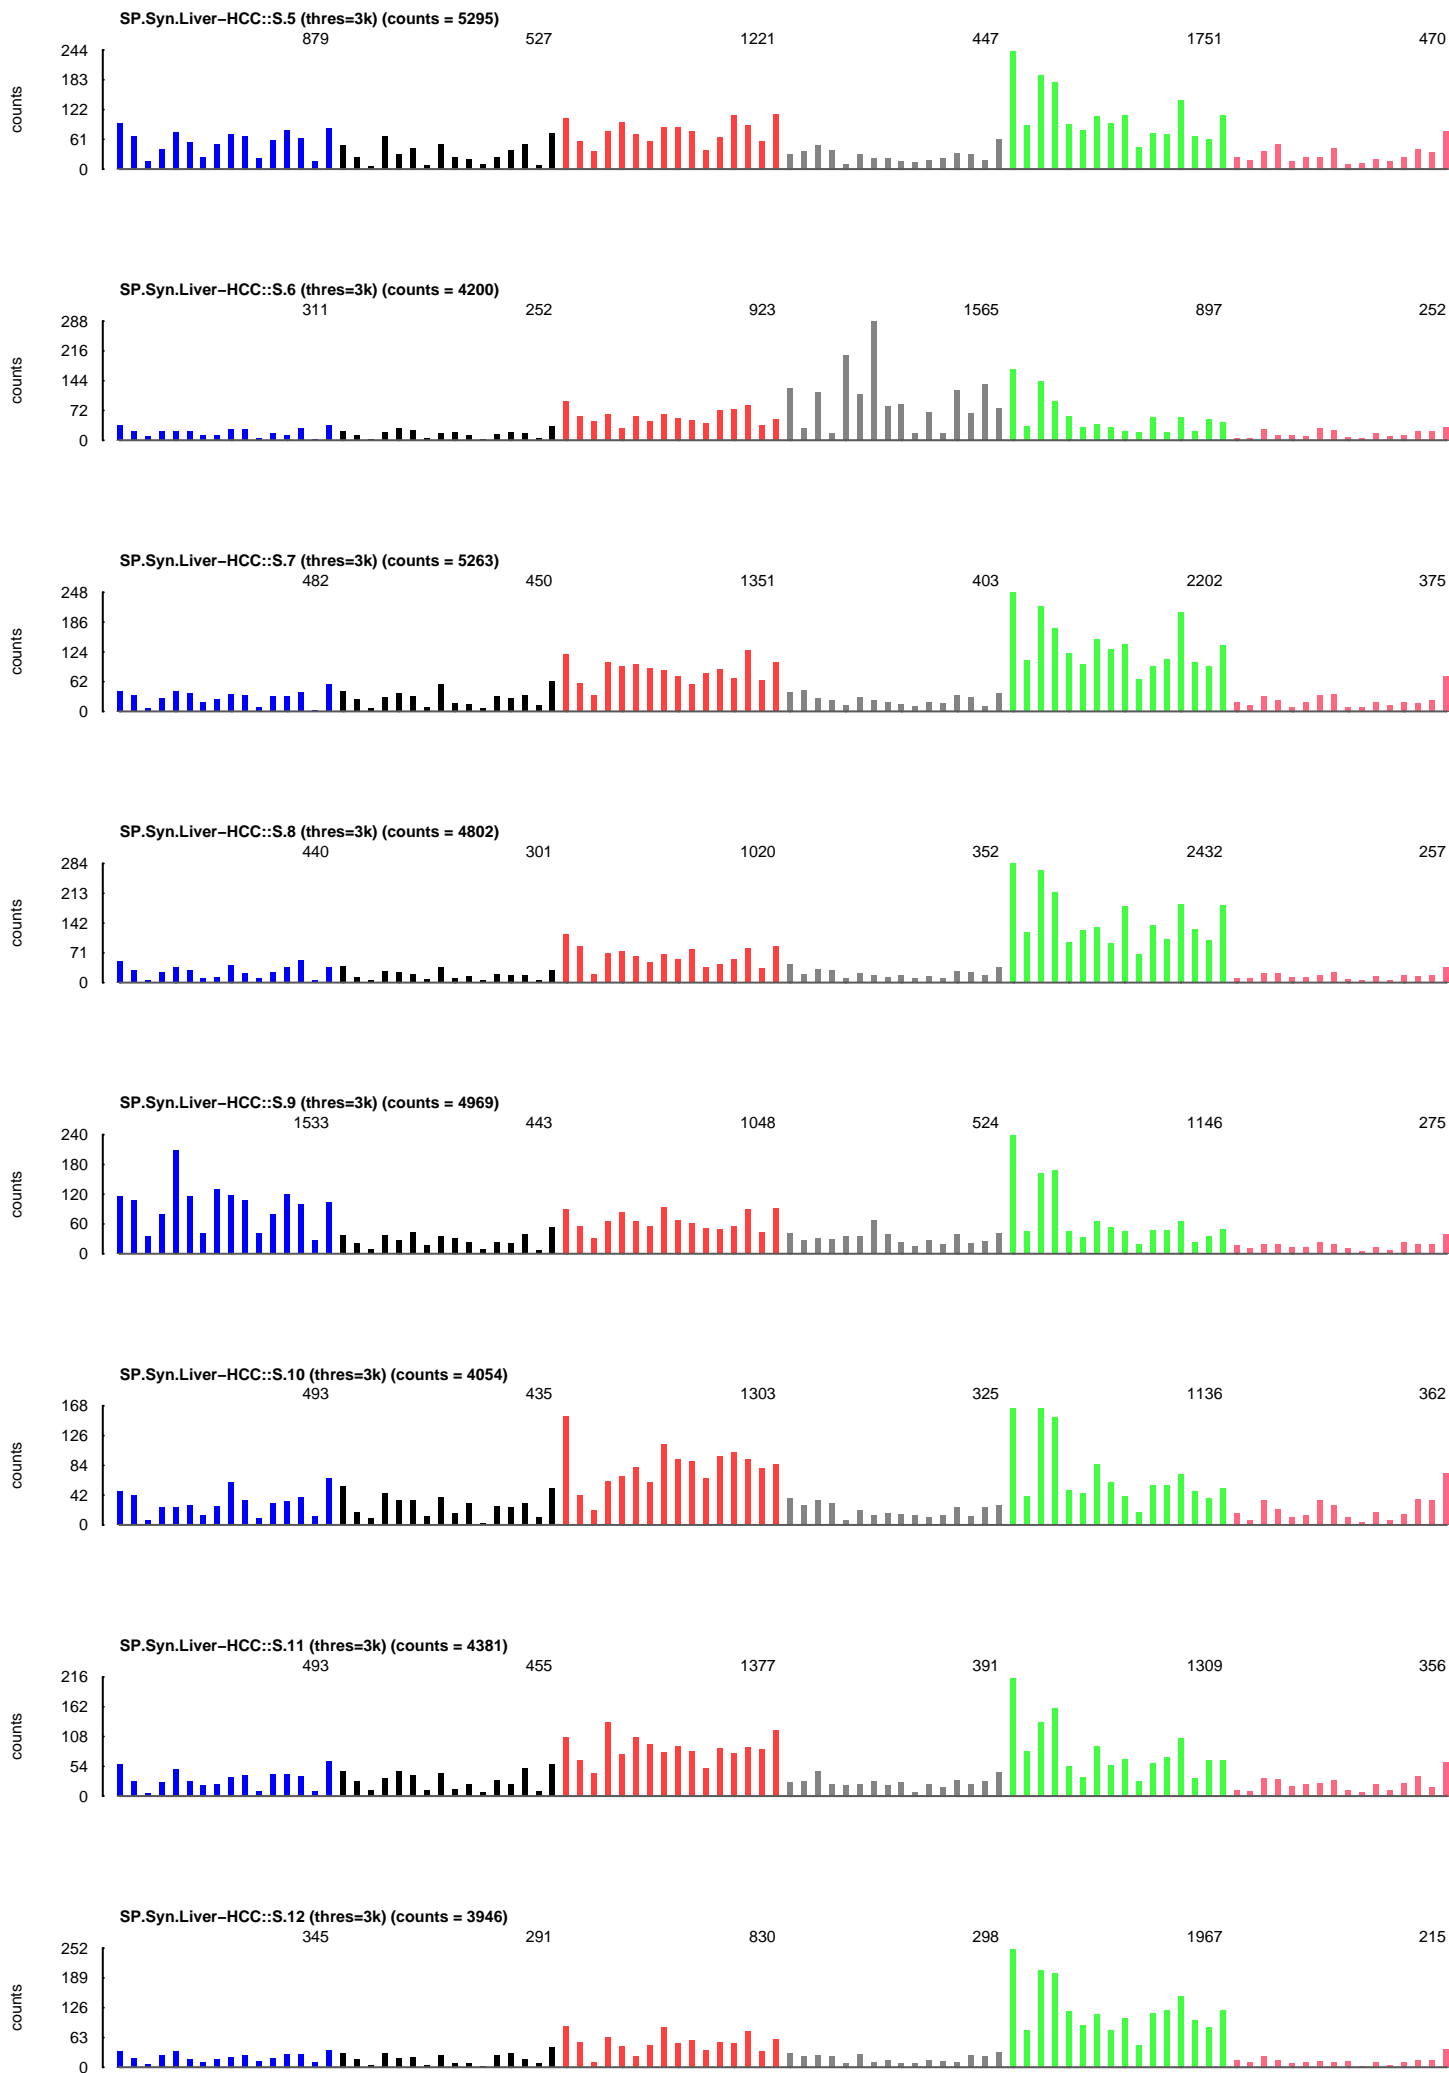 SP.Syn.Liver−HCC::S.5 (thres=3k) (counts = 5295)
879 527 1221 447 1751 470
244
183
122
61
0
counts
SP.Syn.Liver−HCC::S.6 (thres=3k) (counts = 4200)
311 252 923 1565 897 252
288
216
144
72
0
counts
SP.Syn.Liver−HCC::S.7 (thres=3k) (counts = 5263)
482 450 1351 403 2202 375
248
186
124
62
0
counts
SP.Syn.Liver−HCC::S.8 (thres=3k) (counts = 4802)
440 301 1020 352 2432 257
284
213
142
71
0
counts
SP.Syn.Liver−HCC::S.9 (thres=3k) (counts = 4969)
1533 443 1048 524 1146 275
240
180
120
60
0
counts
SP.Syn.Liver−HCC::S.10 (thres=3k) (counts = 4054)
493 435 1303 325 1136 362
168
126
84
42
0
counts
SP.Syn.Liver−HCC::S.11 (thres=3k) (counts = 4381)
493 455 1377 391 1309 356
216
162
108
54
0
counts
SP.Syn.Liver−HCC::S.12 (thres=3k) (counts = 3946)
345 291 830 298 1967 215
252
189
126
63
0
counts